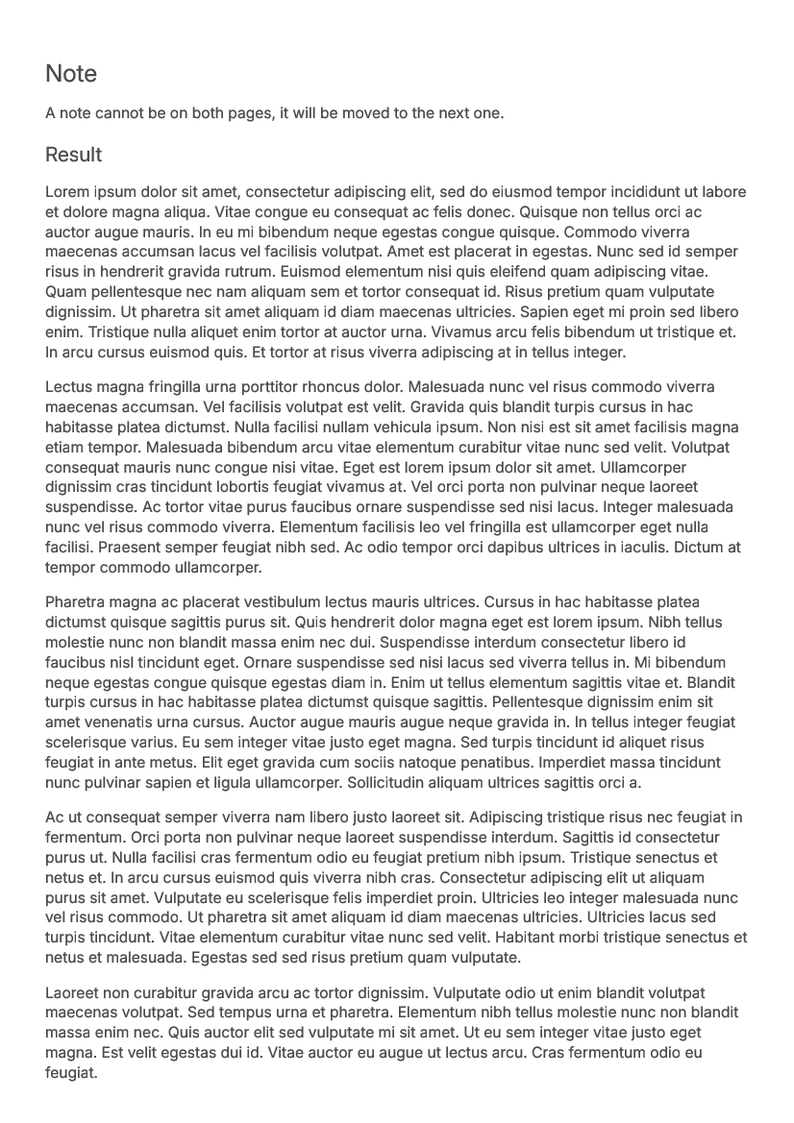 Note
A note cannot be on both pages, it will be moved to the next one.
Result
Lorem ipsum dolor sit amet, consectetur adipiscing elit, sed do eiusmod tempor incididunt ut labore
et dolore magna aliqua. Vitae congue eu consequat ac felis donec. Quisque non tellus orci ac
auctor augue mauris. In eu mi bibendum neque egestas congue quisque. Commodo viverra
maecenas accumsan lacus vel facilisis volutpat. Amet est placerat in egestas. Nunc sed id semper
risus in hendrerit gravida rutrum. Euismod elementum nisi quis eleifend quam adipiscing vitae.
Quam pellentesque nec nam aliquam sem et tortor consequat id. Risus pretium quam vulputate
dignissim. Ut pharetra sit amet aliquam id diam maecenas ultricies. Sapien eget mi proin sed libero
enim. Tristique nulla aliquet enim tortor at auctor urna. Vivamus arcu felis bibendum ut tristique et.
In arcu cursus euismod quis. Et tortor at risus viverra adipiscing at in tellus integer.
Lectus magna fringilla urna porttitor rhoncus dolor. Malesuada nunc vel risus commodo viverra
maecenas accumsan. Vel facilisis volutpat est velit. Gravida quis blandit turpis cursus in hac
habitasse platea dictumst. Nulla facilisi nullam vehicula ipsum. Non nisi est sit amet facilisis magna
etiam tempor. Malesuada bibendum arcu vitae elementum curabitur vitae nunc sed velit. Volutpat
consequat mauris nunc congue nisi vitae. Eget est lorem ipsum dolor sit amet. Ullamcorper
dignissim cras tincidunt lobortis feugiat vivamus at. Vel orci porta non pulvinar neque laoreet
suspendisse. Ac tortor vitae purus faucibus ornare suspendisse sed nisi lacus. Integer malesuada
nunc vel risus commodo viverra. Elementum facilisis leo vel fringilla est ullamcorper eget nulla
facilisi. Praesent semper feugiat nibh sed. Ac odio tempor orci dapibus ultrices in iaculis. Dictum at
tempor commodo ullamcorper.
Pharetra magna ac placerat vestibulum lectus mauris ultrices. Cursus in hac habitasse platea
dictumst quisque sagittis purus sit. Quis hendrerit dolor magna eget est lorem ipsum. Nibh tellus
molestie nunc non blandit massa enim nec dui. Suspendisse interdum consectetur libero id
faucibus nisl tincidunt eget. Ornare suspendisse sed nisi lacus sed viverra tellus in. Mi bibendum
neque egestas congue quisque egestas diam in. Enim ut tellus elementum sagittis vitae et. Blandit
turpis cursus in hac habitasse platea dictumst quisque sagittis. Pellentesque dignissim enim sit
amet venenatis urna cursus. Auctor augue mauris augue neque gravida in. In tellus integer feugiat
scelerisque varius. Eu sem integer vitae justo eget magna. Sed turpis tincidunt id aliquet risus
feugiat in ante metus. Elit eget gravida cum sociis natoque penatibus. Imperdiet massa tincidunt
nunc pulvinar sapien et ligula ullamcorper. Sollicitudin aliquam ultrices sagittis orci a.
Ac ut consequat semper viverra nam libero justo laoreet sit. Adipiscing tristique risus nec feugiat in
fermentum. Orci porta non pulvinar neque laoreet suspendisse interdum. Sagittis id consectetur
purus ut. Nulla facilisi cras fermentum odio eu feugiat pretium nibh ipsum. Tristique senectus et
netus et. In arcu cursus euismod quis viverra nibh cras. Consectetur adipiscing elit ut aliquam
purus sit amet. Vulputate eu scelerisque felis imperdiet proin. Ultricies leo integer malesuada nunc
vel risus commodo. Ut pharetra sit amet aliquam id diam maecenas ultricies. Ultricies lacus sed
turpis tincidunt. Vitae elementum curabitur vitae nunc sed velit. Habitant morbi tristique senectus et
netus et malesuada. Egestas sed sed risus pretium quam vulputate.
Laoreet non curabitur gravida arcu ac tortor dignissim. Vulputate odio ut enim blandit volutpat
maecenas volutpat. Sed tempus urna et pharetra. Elementum nibh tellus molestie nunc non blandit
massa enim nec. Quis auctor elit sed vulputate mi sit amet. Ut eu sem integer vitae justo eget
magna. Est velit egestas dui id. Vitae auctor eu augue ut lectus arcu. Cras fermentum odio eu
feugiat.